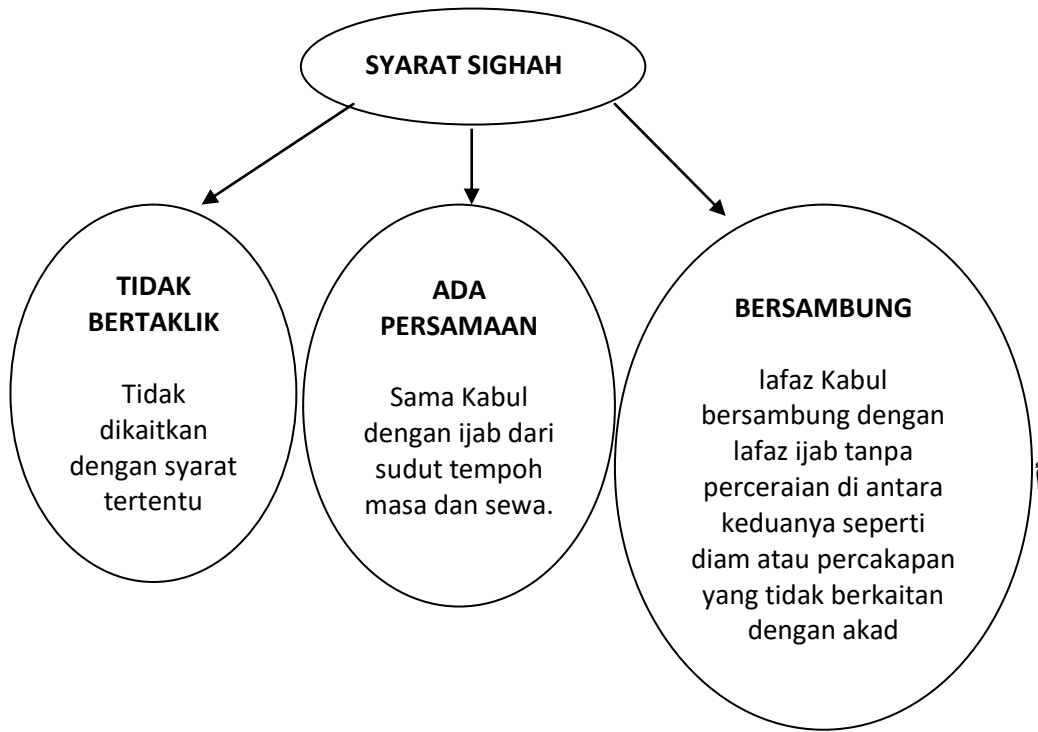 SYARAT SIGHAH
TIDAK
BERTAKLIK
Tidak
dikaitkan
dengan syarat
tertentu
ADA
PERSAMAAN
Sama Kabul
dengan ijab dari
sudut tempoh
masa dan sewa.
BERSAMBUNG
lafaz Kabul
bersambung dengan
lafaz ijab tanpa
perceraian di antara
keduanya seperti
diam atau percakapan
yang tidak berkaitan
dengan akad